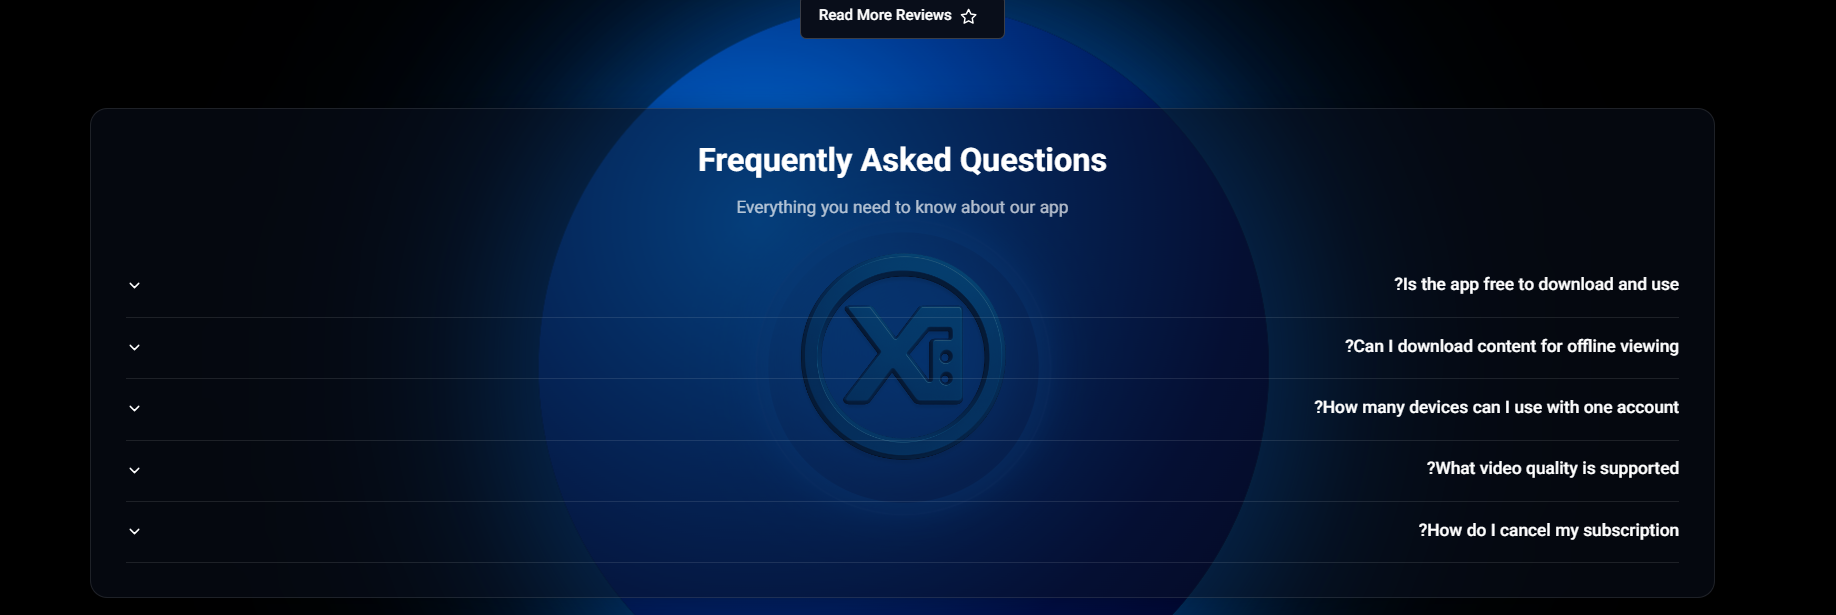 Read More Reviews
Frequently Asked Questions
Everything you need to know about our app
?Is the app free to download and use
?Can I download content for offline viewing
?How many devices can I use with one account
?What video quality is supported
?How do I cancel my subscription